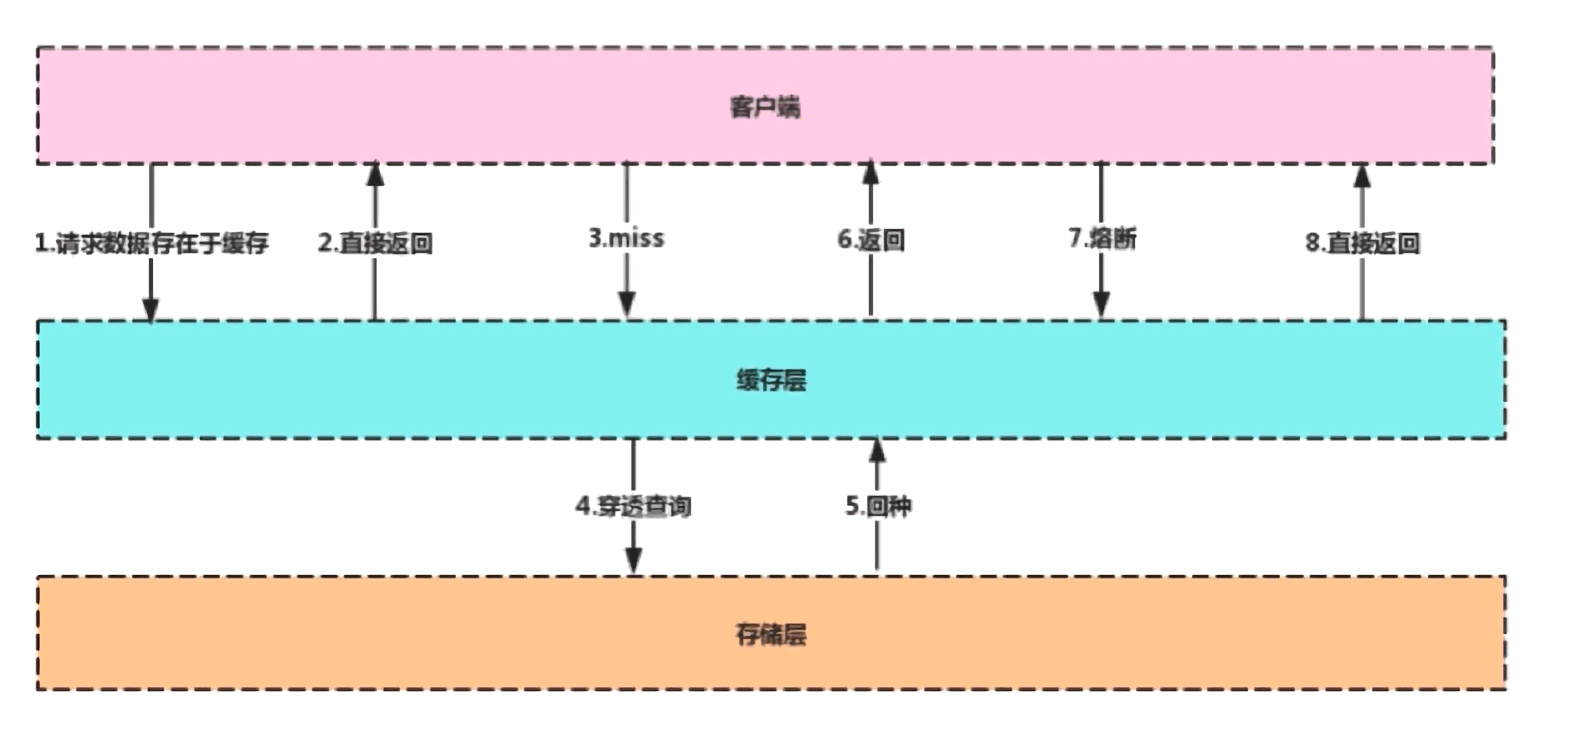 客户端
1.请求数据存在于缓存
2.直接返回
3.miss
6.返回
7.熔断
8.直接返回
缓存层
4.穿透查询
5.回种
存储层